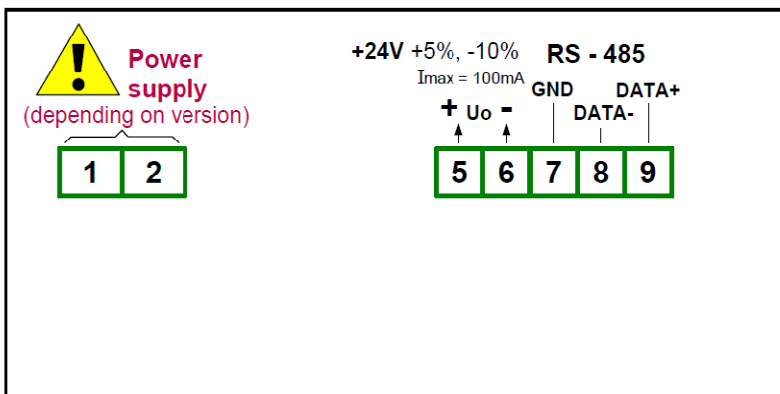 !
Power
supply
(depending on version)
1 2
+24V +5%, -10%
Imax = 100mA
+ Uo -
RS - 485
GND
DATA-
DATA+
5 6 7 8 9